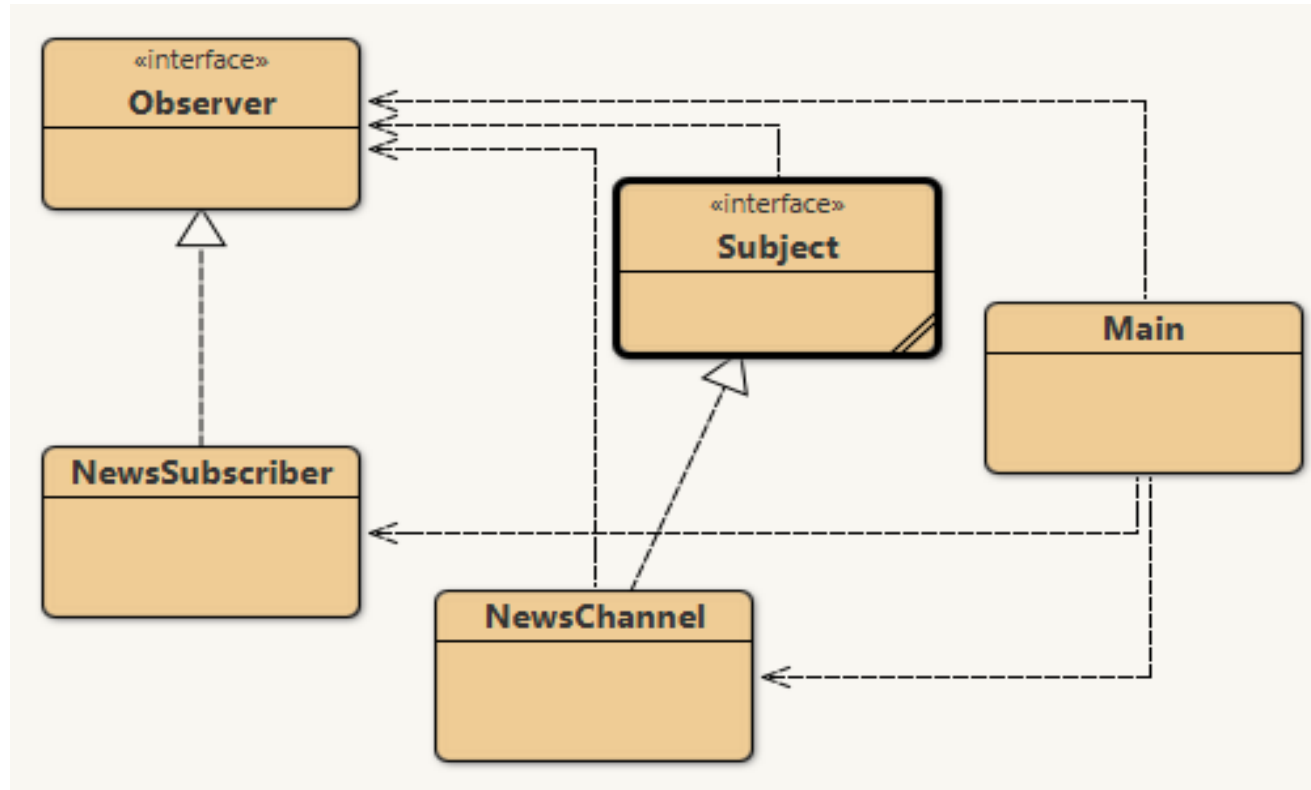 «interface»
Observer
«interface»
Subject
Main
NewsSubscriber
NewsChannel